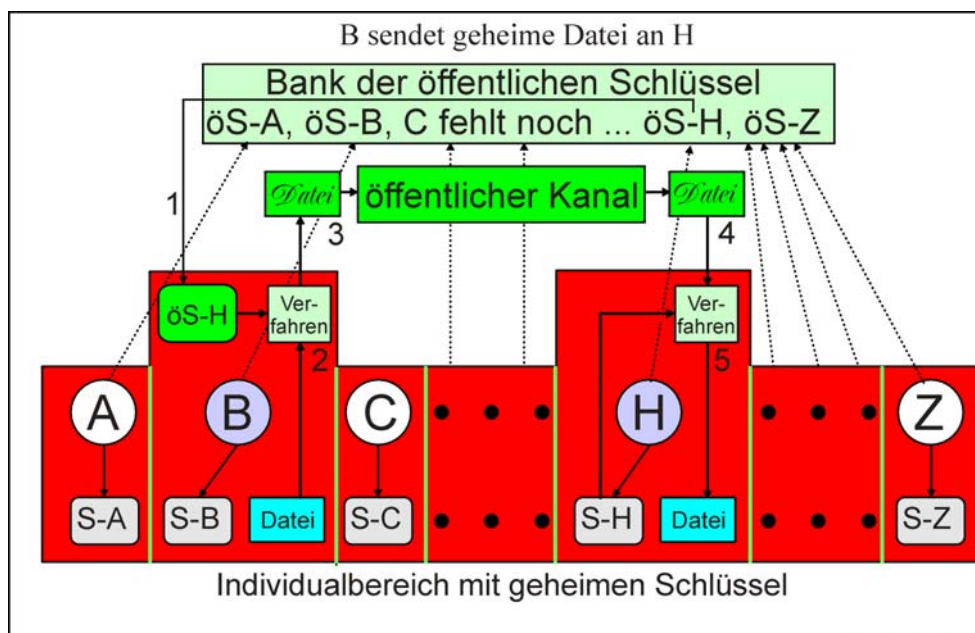 B sendet geheime Datei an H
Bank der öffentlichen Schlüssel
öS-A, öS-B, C fehlt noch ... öS-H, öS-Z
1
Datei
öffentlicher Kanal
Datei
3
4
öS-H
Ver-
fahren
Ver-
fahren
2
5
A
B
C
H
Z
S-A
S-B
Datei
S-C
S-H
Datei
S-Z
Individualbereich mit geheimen Schlüssel